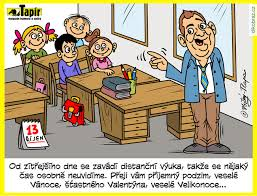 Tapír
13
ŘÍJEN
Od zítřejšího dne se zavádí distanční výuka, takže se nějaký
čas osobně neuvidíme. Přeji vám příjemný podzim, veselé
Vánoce, šťastného Valentýna, veselé Velikonoce...